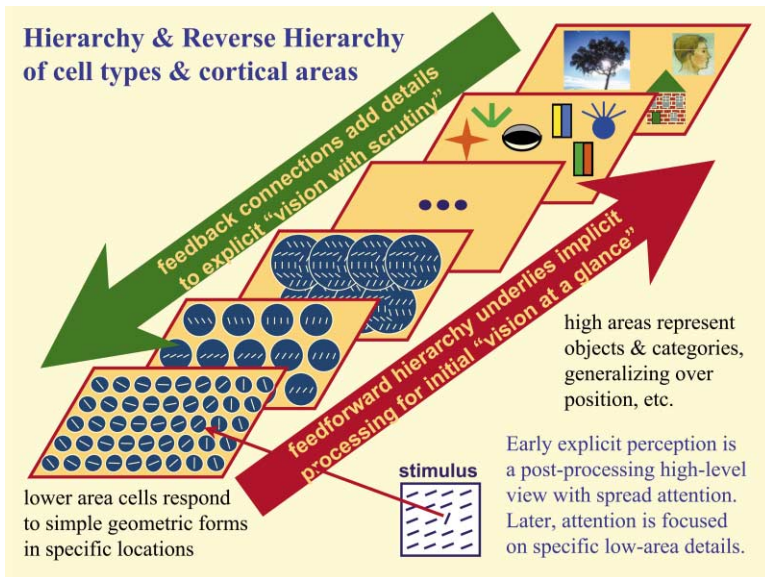 Hierarchy & Reverse Hierarchy
of cell types & cortical areas
feedback connections add details
to explicit “vision with scrutiny”
feedforward hierarchy underlies implicit
processing for initial “vision at a glance”
high areas represent
objects & categories,
generalizing over
position, etc.
stimulus
Early explicit perception is
a post-processing high-level
view with spread attention.
Later, attention is focused
on specific low-area details.
lower area cells respond
to simple geometric forms
in specific locations